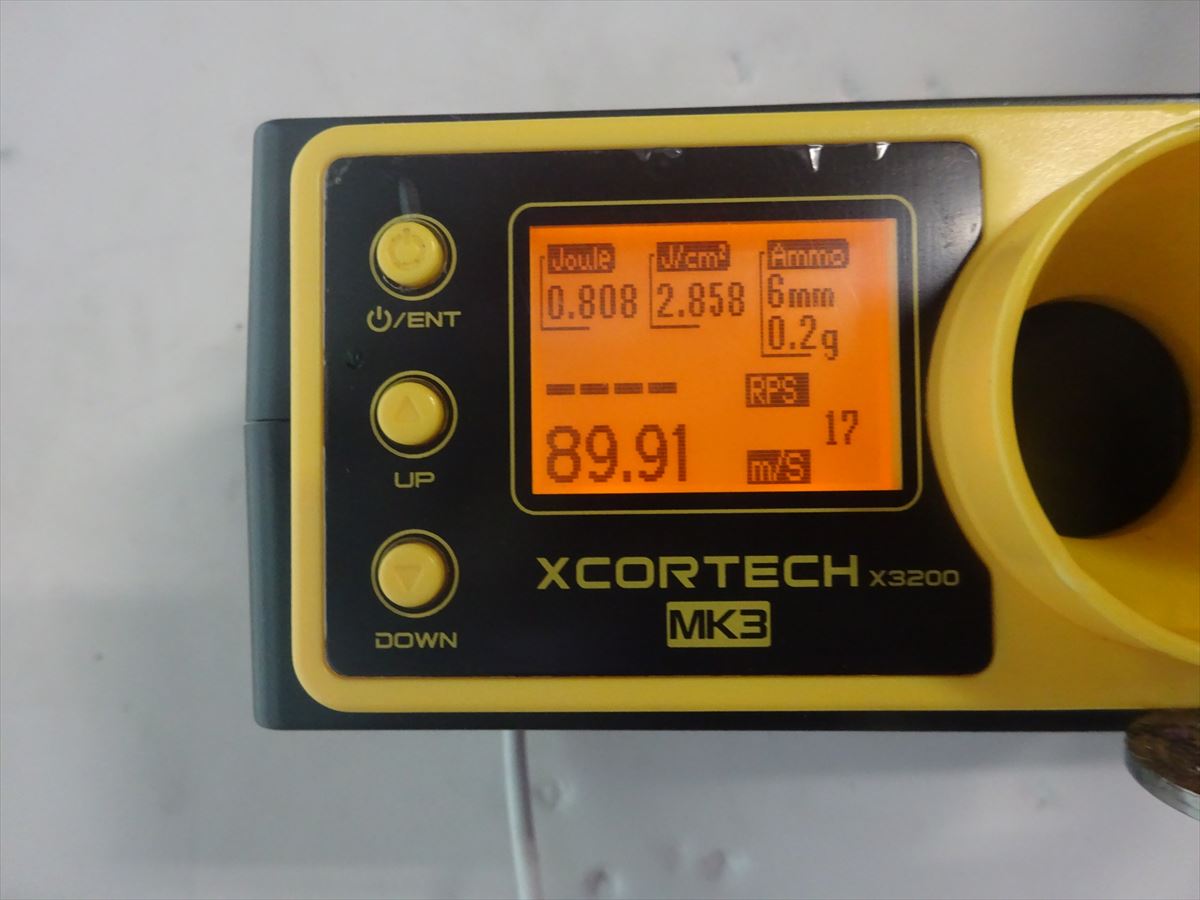 Joule J/cm² Ammo
0.808 2.858 6mm
0.2g
---- RPS
17
89.91 m/S
⏻/ENT
UP
DOWN
XCORTECH X3200
MK3